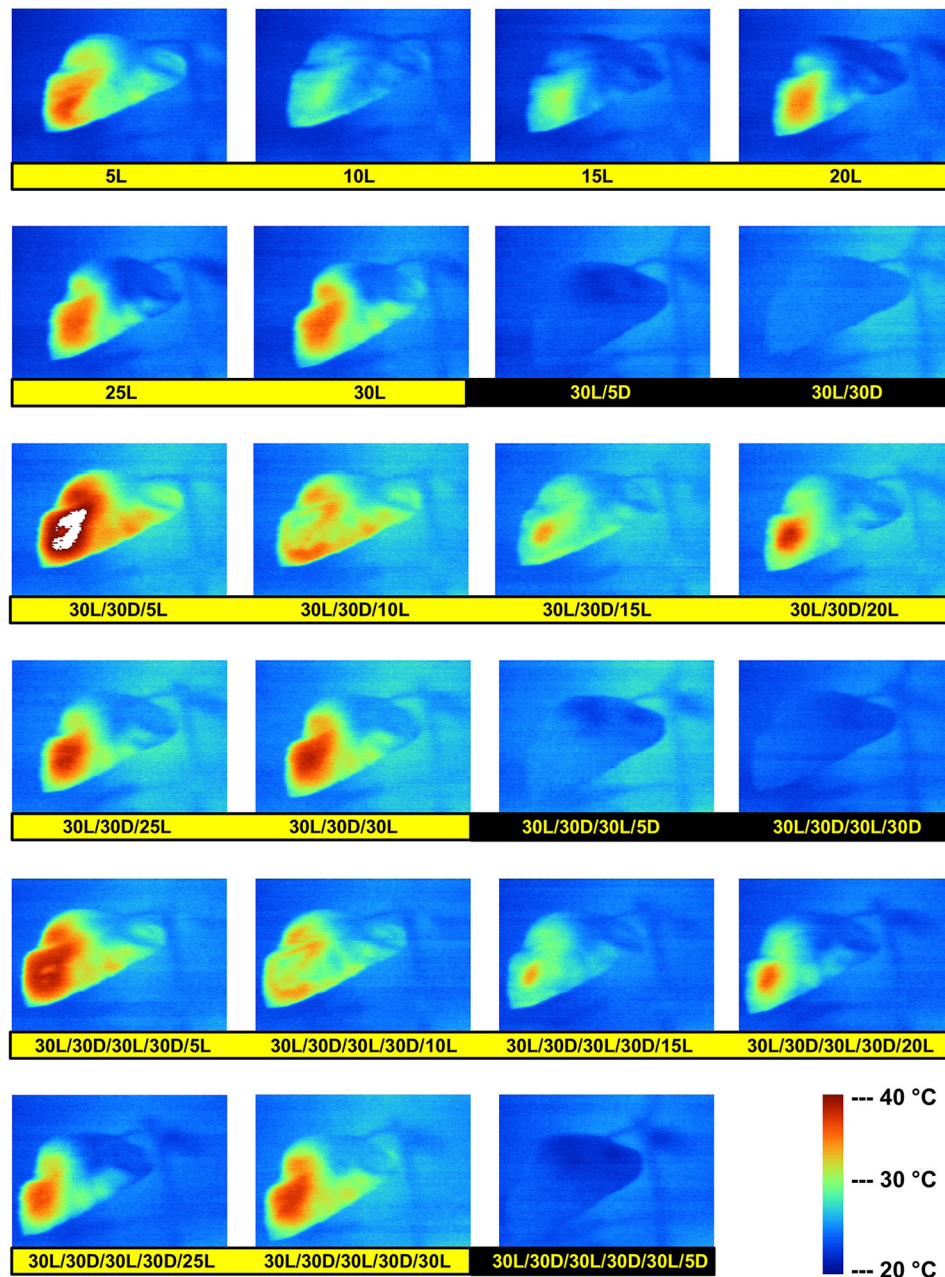 5L
10L
15L
20L
25L
30L
30L/5D
30L/30D
30L/30D/5L
30L/30D/10L
30L/30D/15L
30L/30D/20L
30L/30D/25L
30L/30D/30L
30L/30D/30L/5D
30L/30D/30L/30D
30L/30D/30L/30D/5L
30L/30D/30L/30D/10L
30L/30D/30L/30D/15L
30L/30D/30L/30D/20L
30L/30D/30L/30D/25L
30L/30D/30L/30D/30L
30L/30D/30L/30D/30L/5D
--- 40 °C
--- 30 °C
--- 20 °C